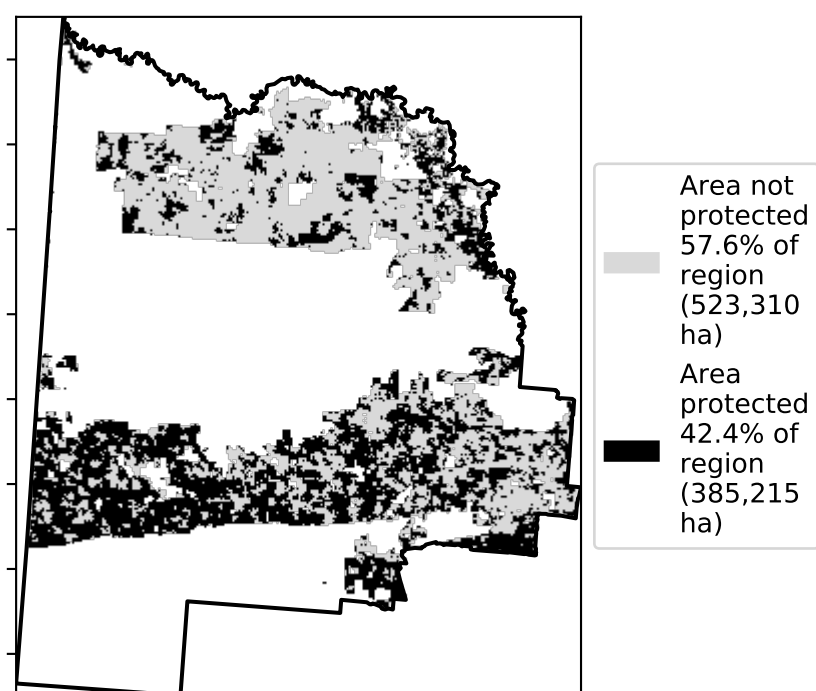 Area not
protected
57.6% of
region
(523,310
ha)
Area
protected
42.4% of
region
(385,215
ha)